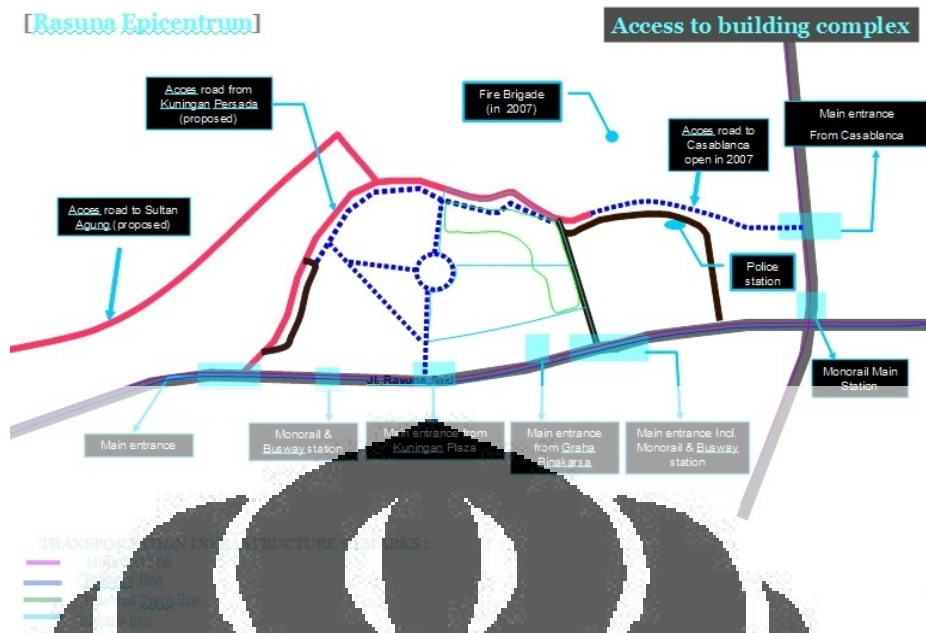 [Rasuna Epicentrum]
Access to building complex
Acces road from
Kuningan Persada
(proposed)
Fire Brigade
(in 2007)
Acces road to
Casablanca
open in 2007
Main entrance
From Casablanca
Acces road to Sultan
Agung (proposed)
Police
station
Monorail Main
Station
Jl. Rasuna Said
Main entrance
Monorail &
Busway station
Main entrance from
Kuningan Plaza
Main entrance
from Graha
Binakarsa
Main entrance Incl.
Monorail & Busway
station
TRANSPORTATION INFRASTRUCTURE REMARKS :
line
line
Trem line
bus